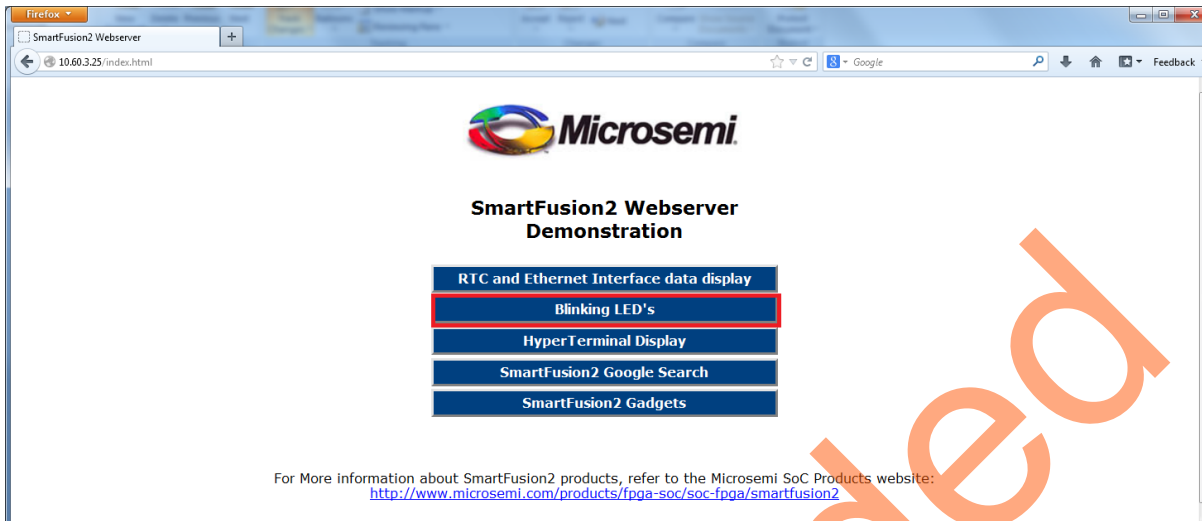 Firefox
SmartFusion2 Webserver
+
10.60.3.25/index.html
Google
Feedback
Microsemi
SmartFusion2 Webserver
Demonstration
RTC and Ethernet Interface data display
Blinking LED's
HyperTerminal Display
SmartFusion2 Google Search
SmartFusion2 Gadgets
For More information about SmartFusion2 products, refer to the Microsemi SoC Products website:
http://www.microsemi.com/products/fpga-soc/soc-fpga/smartfusion2
ded